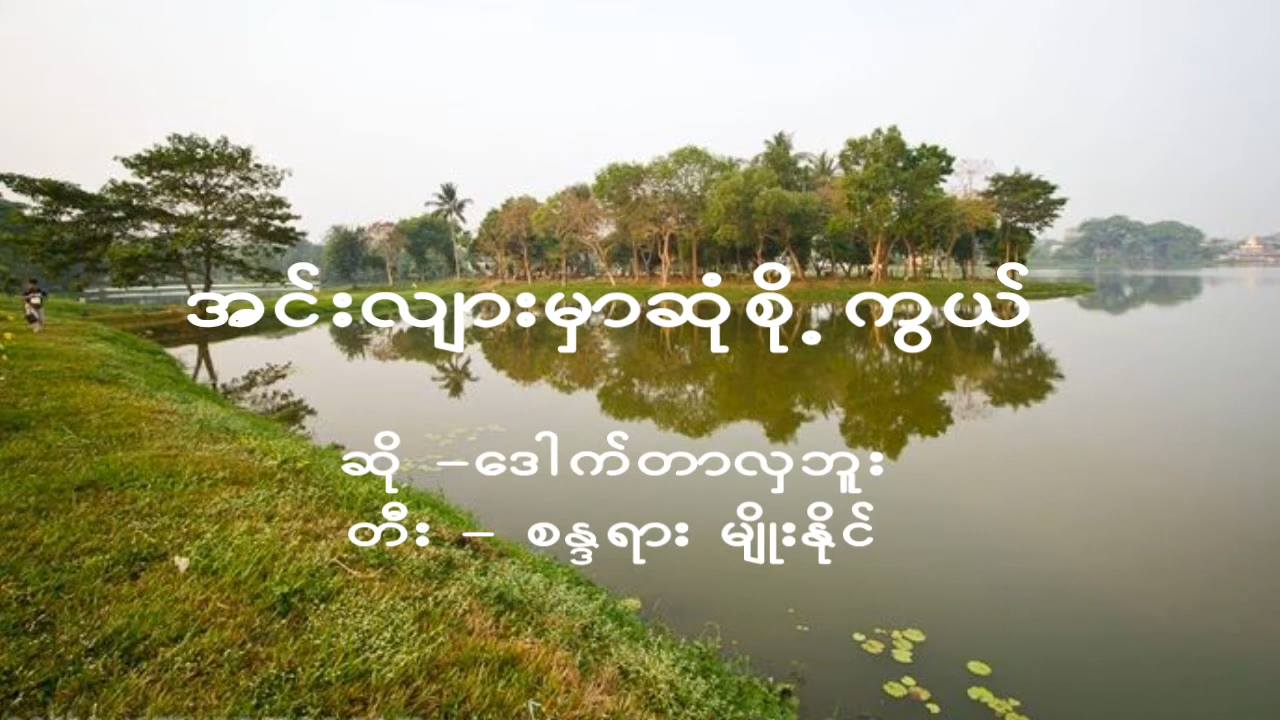 အင်းလျားမှာဆုံစို့ ကွယ်
ဆို -ဒေါက်တာလှဘူး
တီး - စန္ဒရား မျိုးနိုင်